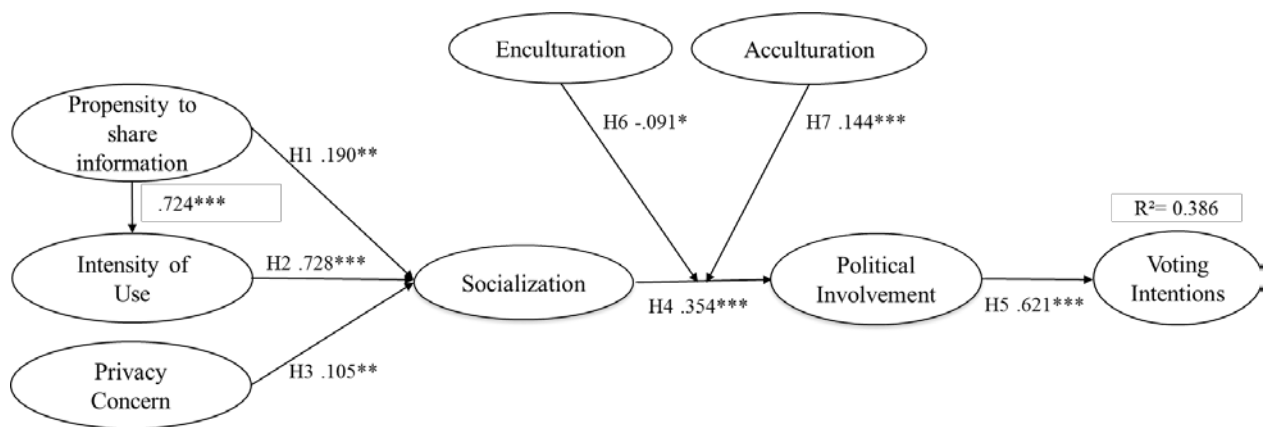 Enculturation
Acculturation
Propensity to
share
information
H6 -.091*
H7 .144***
H1 .190**
.724***
R²= 0.386
Intensity of
Use
H2 .728***
Socialization
H4 .354***
Political
Involvement
H5 .621***
Voting
Intentions
H3 .105**
Privacy
Concern